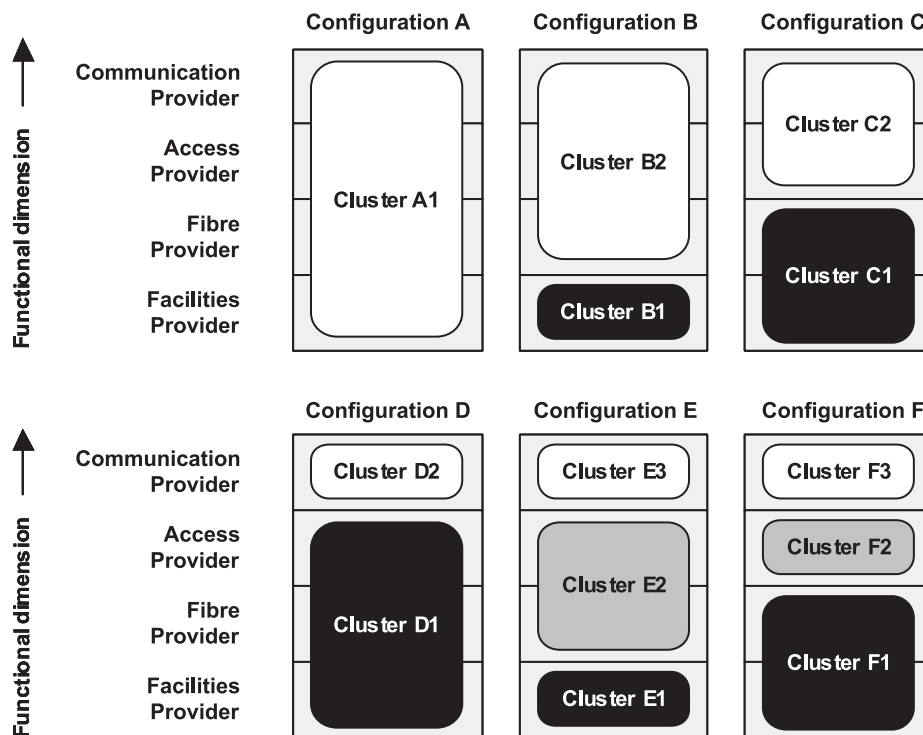 Configuration A
Configuration B
Configuration C
Functional dimension
Communication
Provider
Access
Provider
Fibre
Provider
Facilities
Provider
Cluster A1
Cluster B2
Cluster B1
Cluster C2
Cluster C1
Configuration D
Configuration E
Configuration F
Functional dimension
Communication
Provider
Access
Provider
Fibre
Provider
Facilities
Provider
Cluster D2
Cluster D1
Cluster E3
Cluster E2
Cluster E1
Cluster F3
Cluster F2
Cluster F1